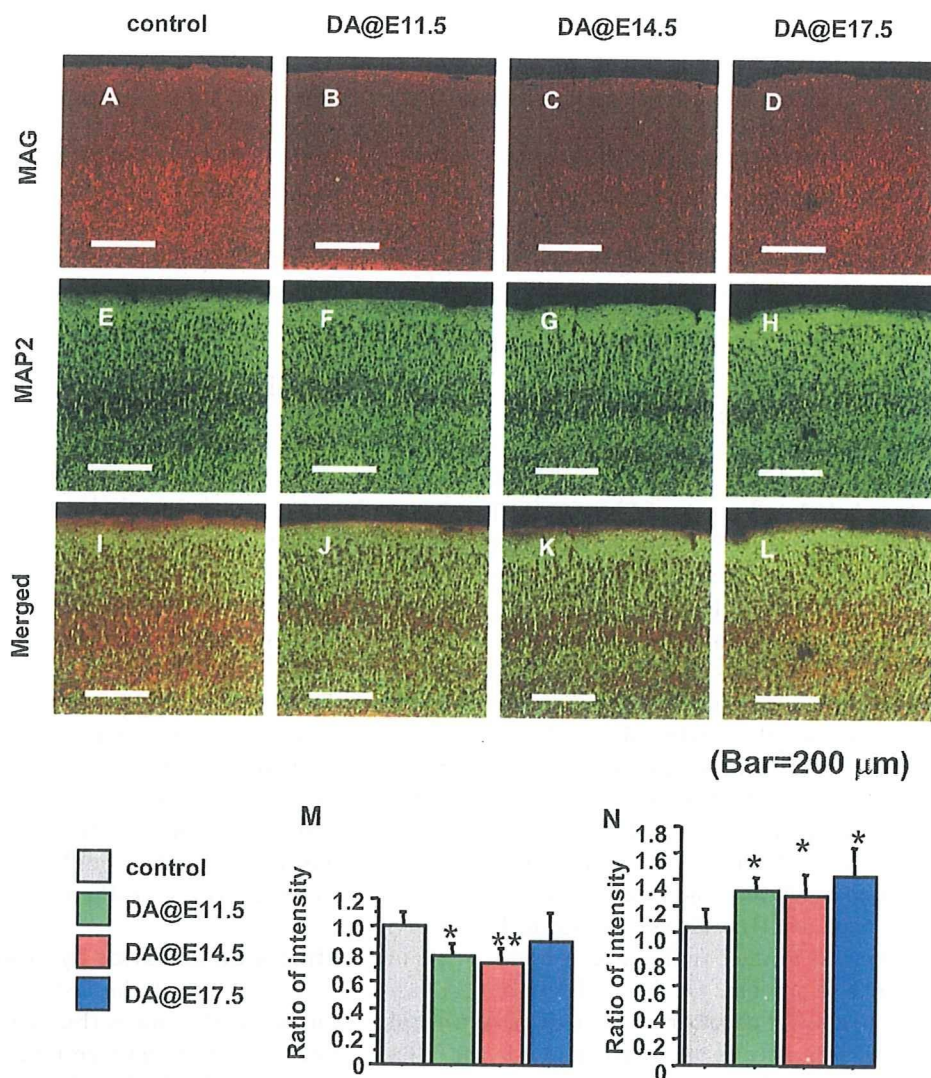 control DA@E11.5 DA@E14.5 DA@E17.5
MAG
A B C D
MAP2
E F G H
Merged
I J K L
(Bar=200 μm)
control
DA@E11.5
DA@E14.5
DA@E17.5
M
Ratio of intensity
1.2
1.0
0.8
0.6
0.4
0.2
0
* **
N
Ratio of intensity
1.8
1.6
1.4
1.2
1.0
0.8
0.6
0.4
0.2
0
* * *